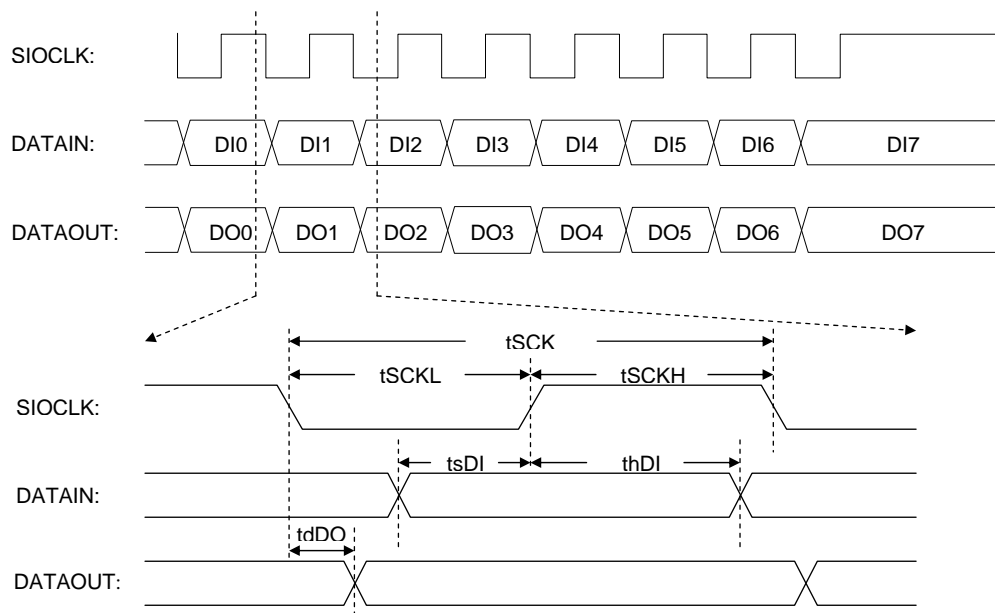 SIOCLK:
DATAIN: DI0 DI1 DI2 DI3 DI4 DI5 DI6 DI7
DATAOUT: DO0 DO1 DO2 DO3 DO4 DO5 DO6 DO7
tSCK
tSCKL tSCKH
SIOCLK:
tsDI thDI
DATAIN:
tdDO
DATAOUT: